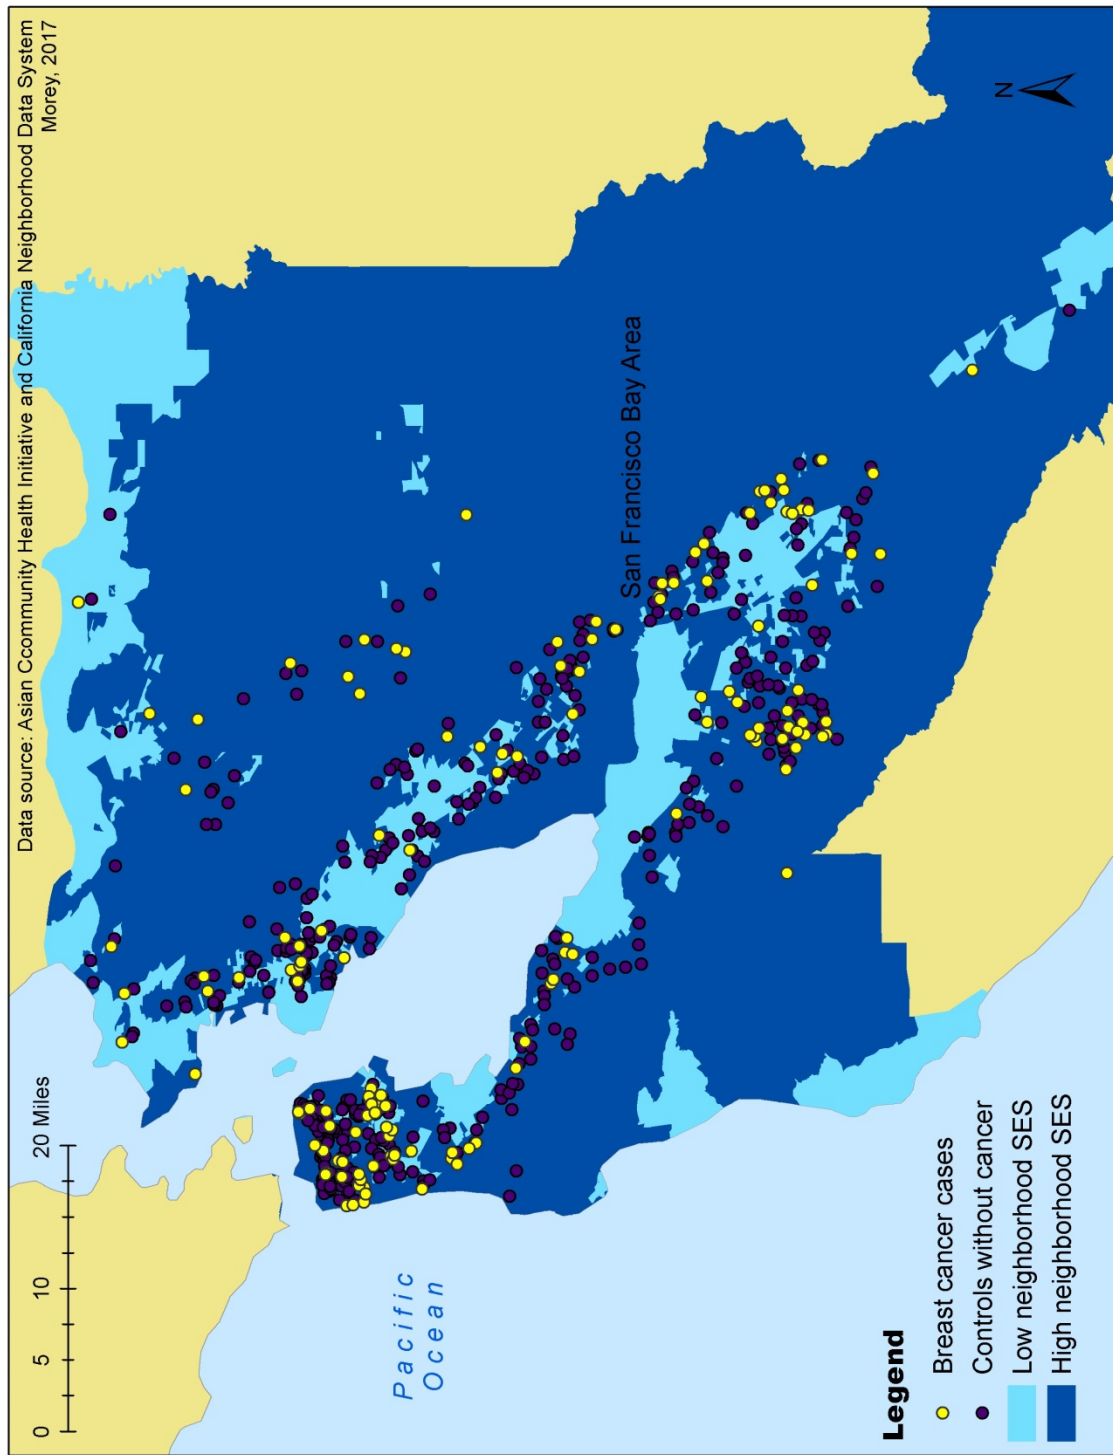 Data source: Asian Ccommunity Health Initiative and California Neighborhood Data System
Morey, 2017
N
San Francisco Bay Area
Pacific
Ocean
0 5 10 20 Miles
Legend
Breast cancer cases
Controls without cancer
Low neighborhood SES
High neighborhood SES